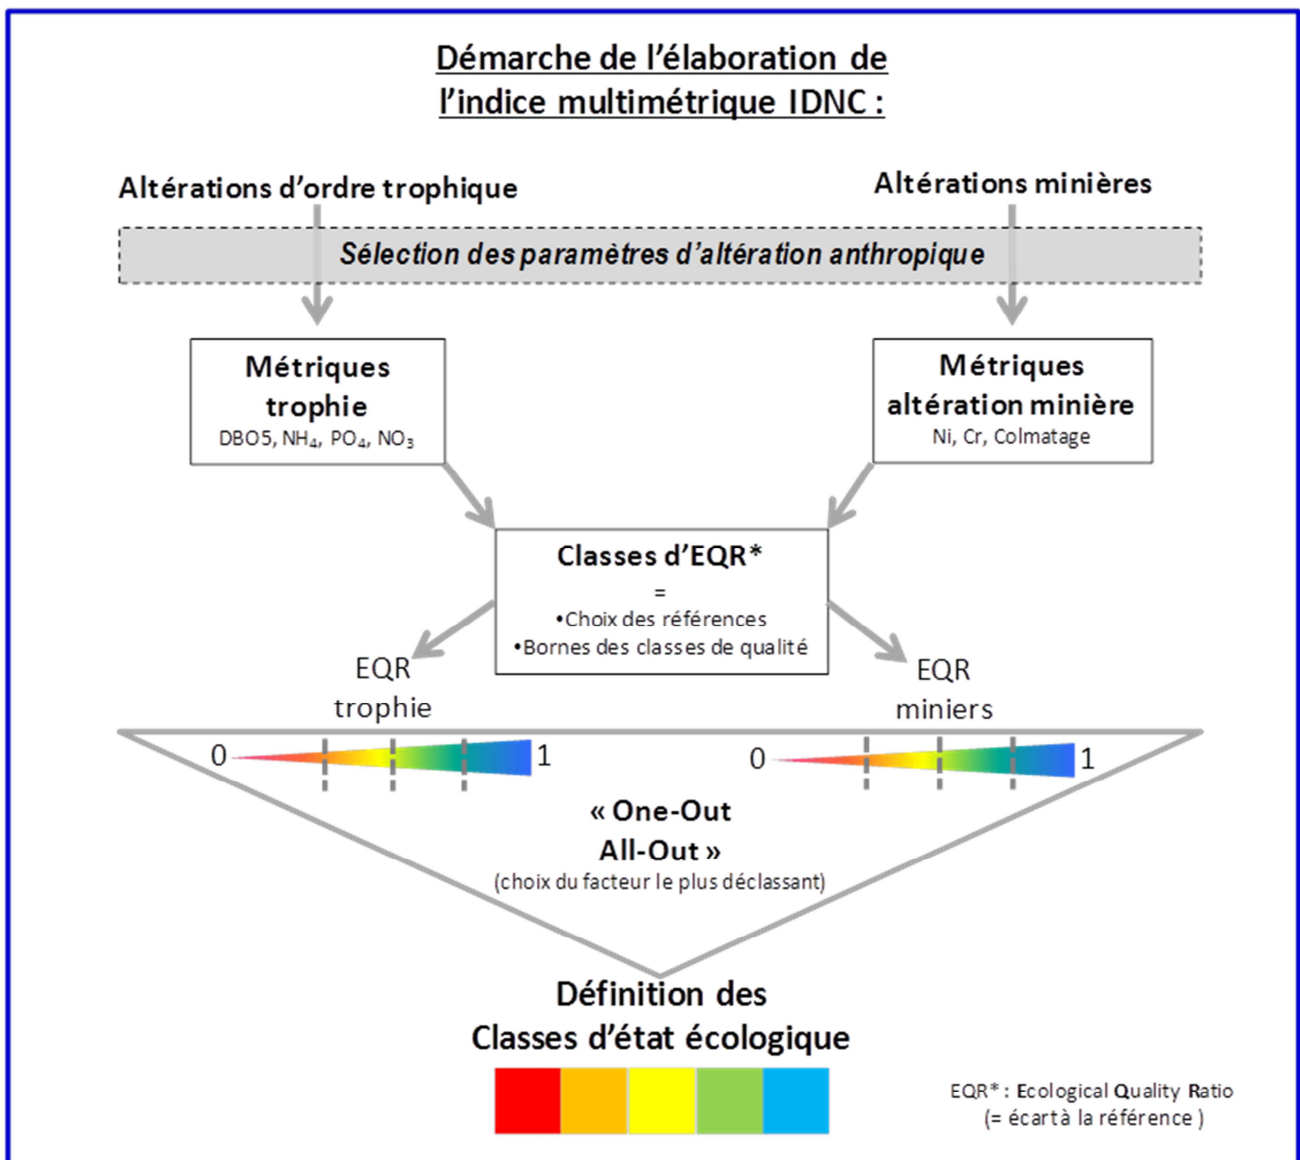 Démarche de l'élaboration de
l'indice multimétrique IDNC :
Altérations d'ordre trophique
Altérations minières
Sélection des paramètres d'altération anthropique
Métriques
trophie
DBO5, NH₄, PO₄, NO₃
Métriques
altération minière
Ni, Cr, Colmatage
Classes d'EQR*
=
•Choix des références
•Bornes des classes de qualité
EQR
trophie
EQR
miniers
0
1
0
1
« One-Out
All-Out »
(choix du facteur le plus déclassant)
Définition des
Classes d'état écologique
EQR* : Ecological Quality Ratio
(= écart à la référence )